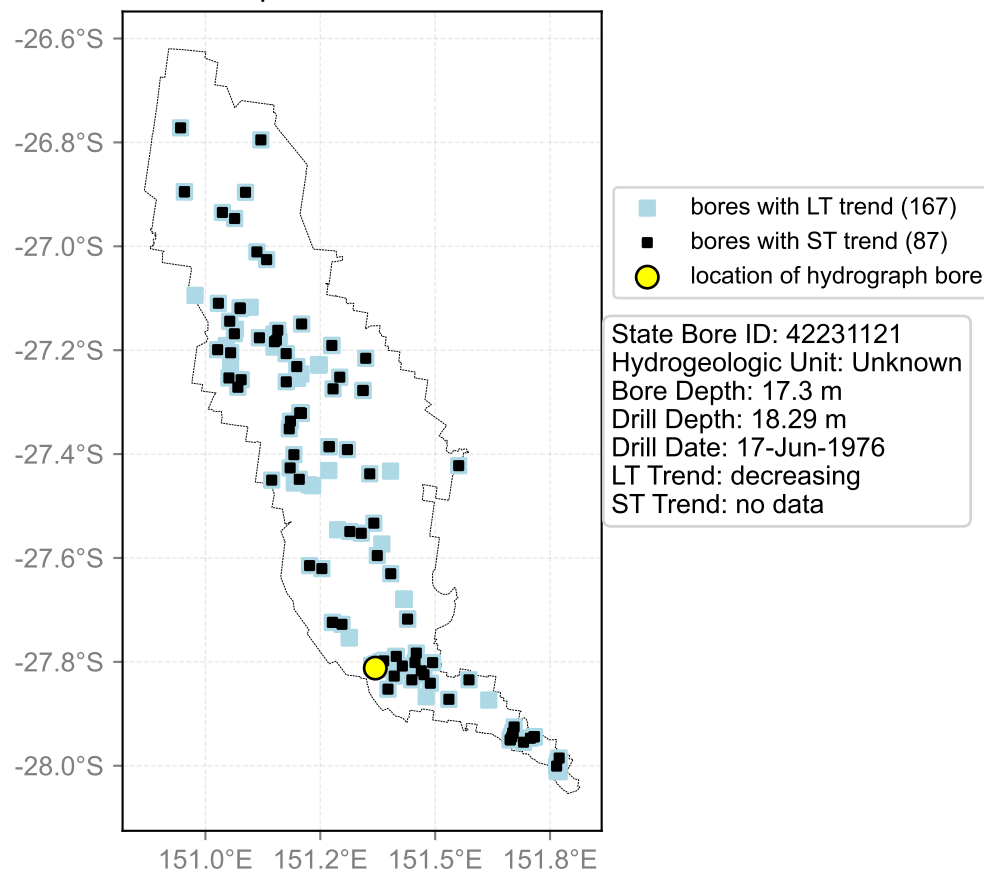 -26.6°S
-26.8°S
-27.0°S
-27.2°S
-27.4°S
-27.6°S
-27.8°S
-28.0°S
151.0°E 151.2°E 151.5°E 151.8°E
bores with LT trend (167)
bores with ST trend (87)
location of hydrograph bore
State Bore ID: 42231121
Hydrogeologic Unit: Unknown
Bore Depth: 17.3 m
Drill Depth: 18.29 m
Drill Date: 17-Jun-1976
LT Trend: decreasing
ST Trend: no data